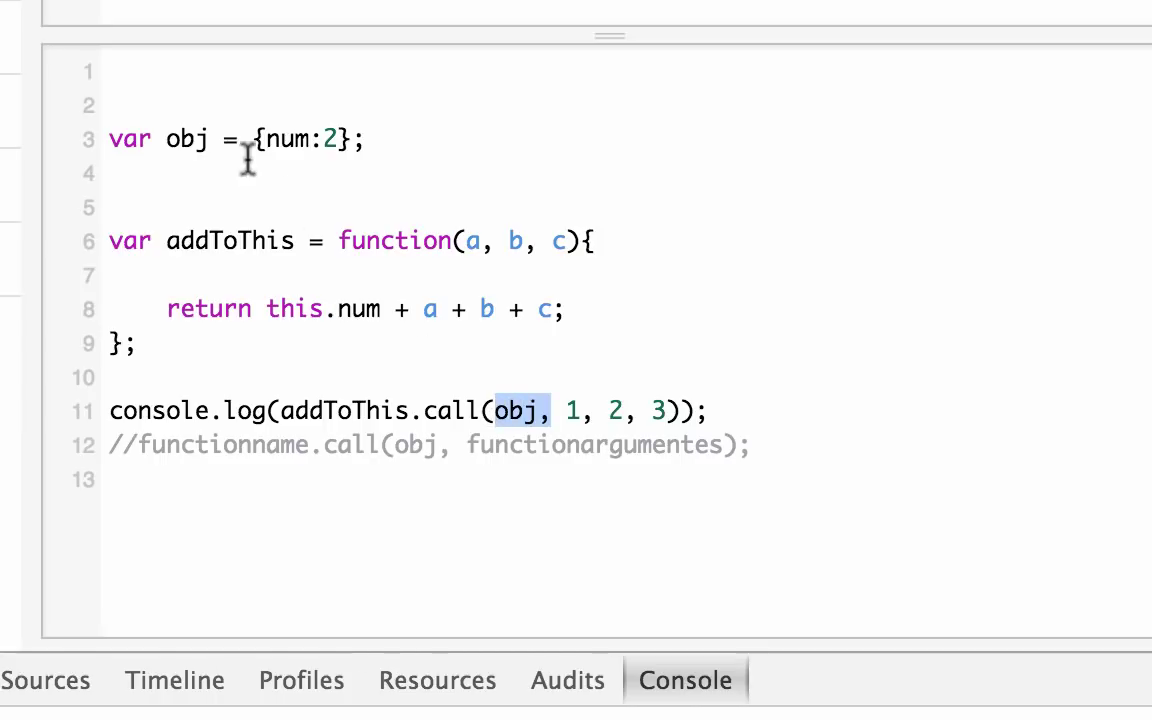 1
2
3 var obj = {num:2};
4
5
6 var addToThis = function(a, b, c){
7
8 return this.num + a + b + c;
9 };
10
11 console.log(addToThis.call(obj, 1, 2, 3));
12 //functionname.call(obj, functionargumentes);
13
Sources Timeline Profiles Resources Audits Console